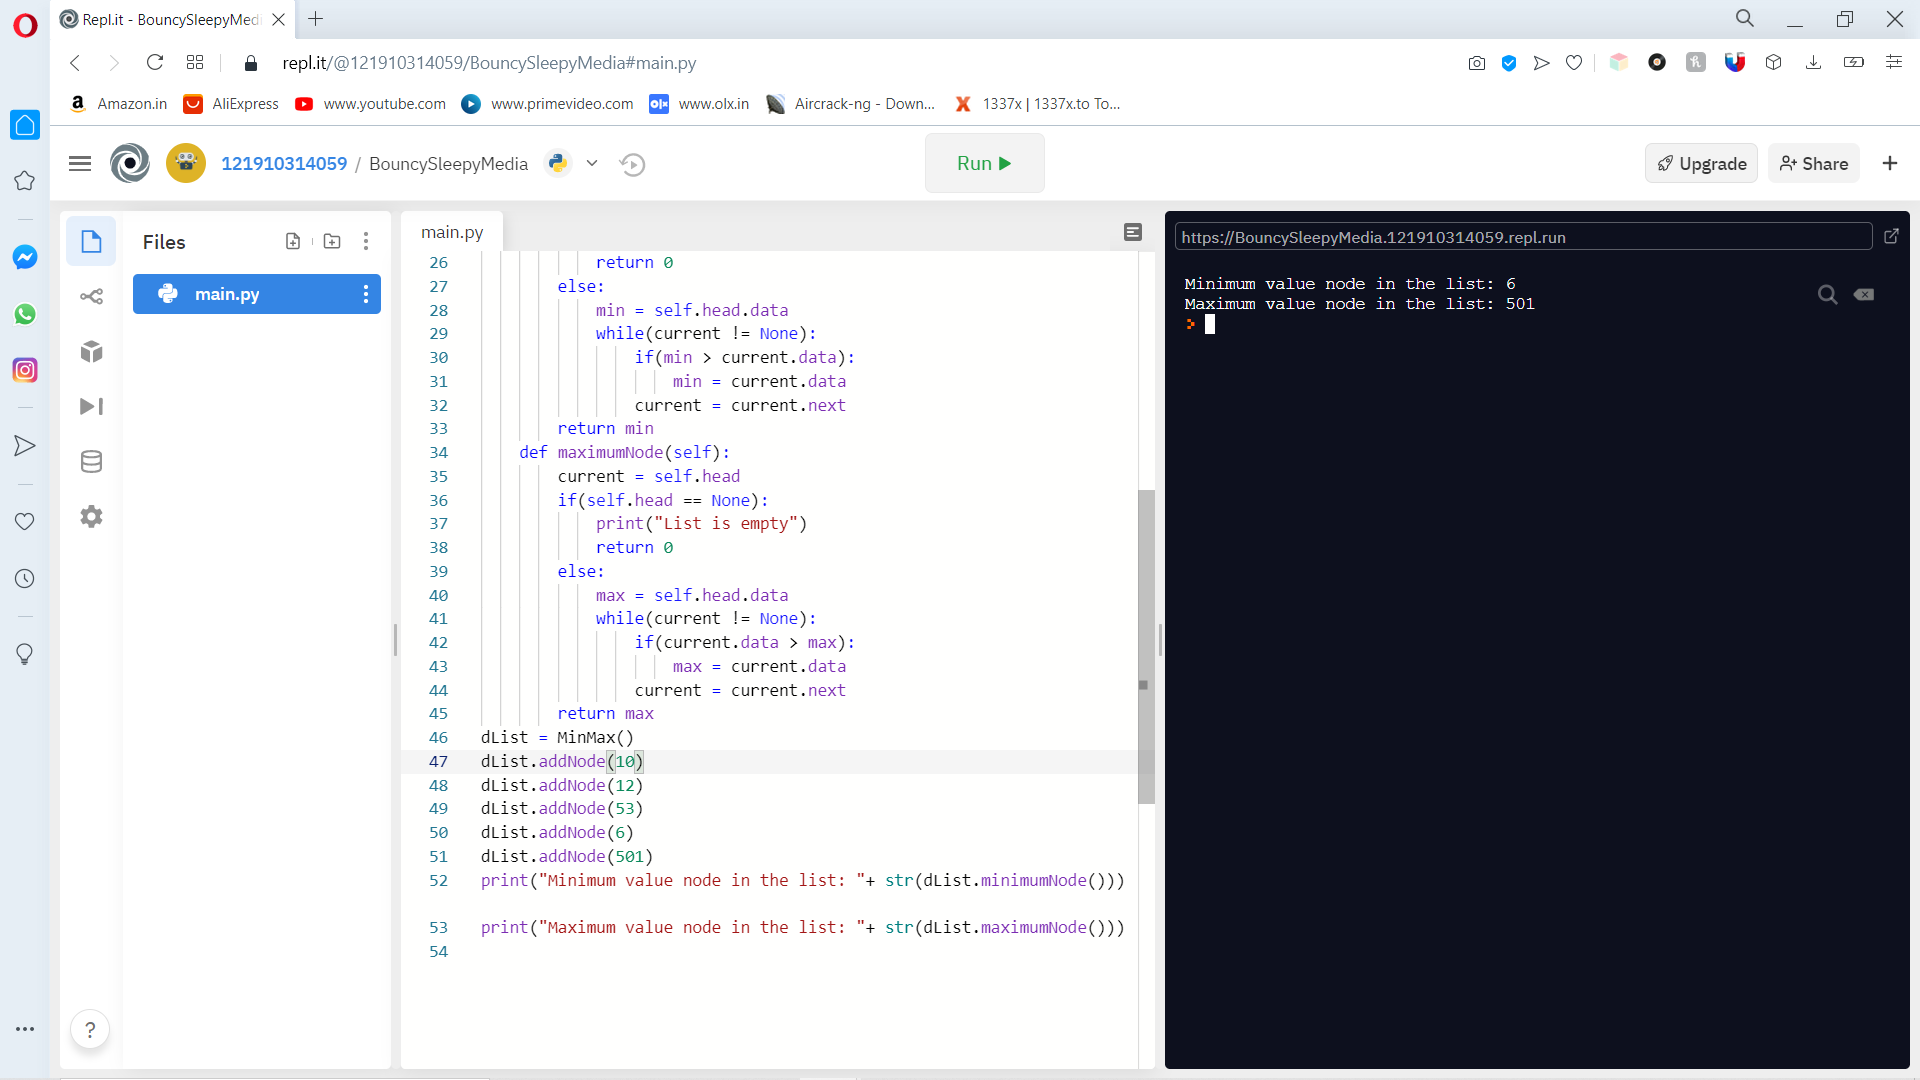 Repl.it - BouncySleepyMedi
repl.it/@121910314059/BouncySleepyMedia#main.py
Amazon.in AliExpress www.youtube.com www.primevideo.com olx www.olx.in Aircrack-ng - Down... 1337x | 1337x.to To...
121910314059 / BouncySleepyMedia
Run
Upgrade
Share
Files
main.py
main.py
26 return 0
27 else:
28 min = self.head.data
29 while(current != None):
30 if(min > current.data):
31 min = current.data
32 current = current.next
33 return min
34 def maximumNode(self):
35 current = self.head
36 if(self.head == None):
37 print("List is empty")
38 return 0
39 else:
40 max = self.head.data
41 while(current != None):
42 if(current.data > max):
43 max = current.data
44 current = current.next
45 return max
46 dList = MinMax()
47 dList.addNode(10)
48 dList.addNode(12)
49 dList.addNode(53)
50 dList.addNode(6)
51 dList.addNode(501)
52 print("Minimum value node in the list: "+ str(dList.minimumNode()))
53 print("Maximum value node in the list: "+ str(dList.maximumNode()))
54
https://BouncySleepyMedia.121910314059.repl.run
Minimum value node in the list: 6
Maximum value node in the list: 501
>
?